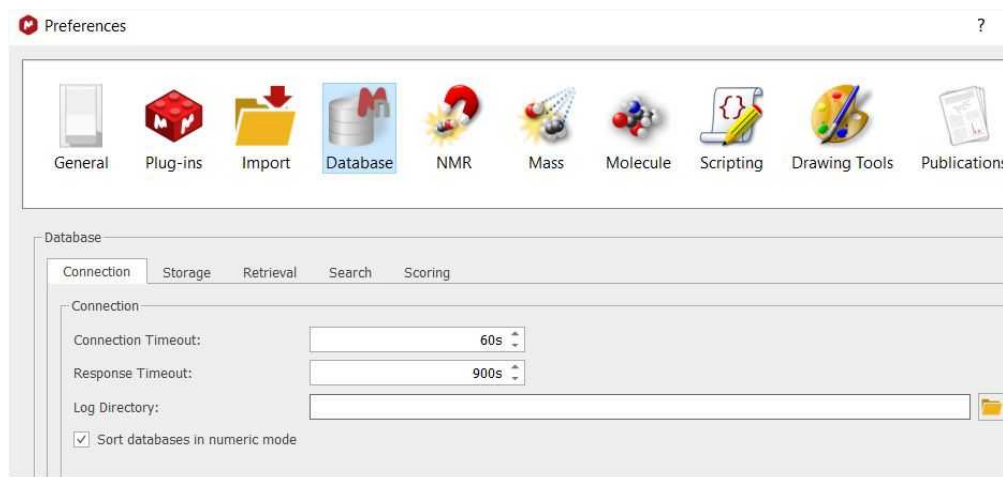 Preferences ?
General Plug-ins Import Database NMR Mass Molecule Scripting Drawing Tools Publications
Database
Connection Storage Retrieval Search Scoring
Connection
Connection Timeout: 60s
Response Timeout: 900s
Log Directory:
Sort databases in numeric mode